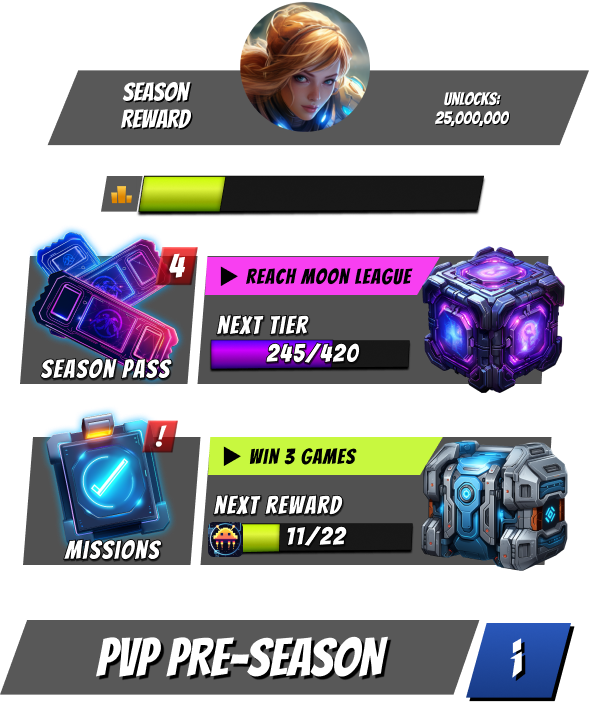 SEASON
REWARD
UNLOCKS:
25,000,000
4
SEASON PASS
REACH MOON LEAGUE
NEXT TIER
245/420
!
MISSIONS
WIN 3 GAMES
NEXT REWARD
11/22
PVP PRE-SEASON
i